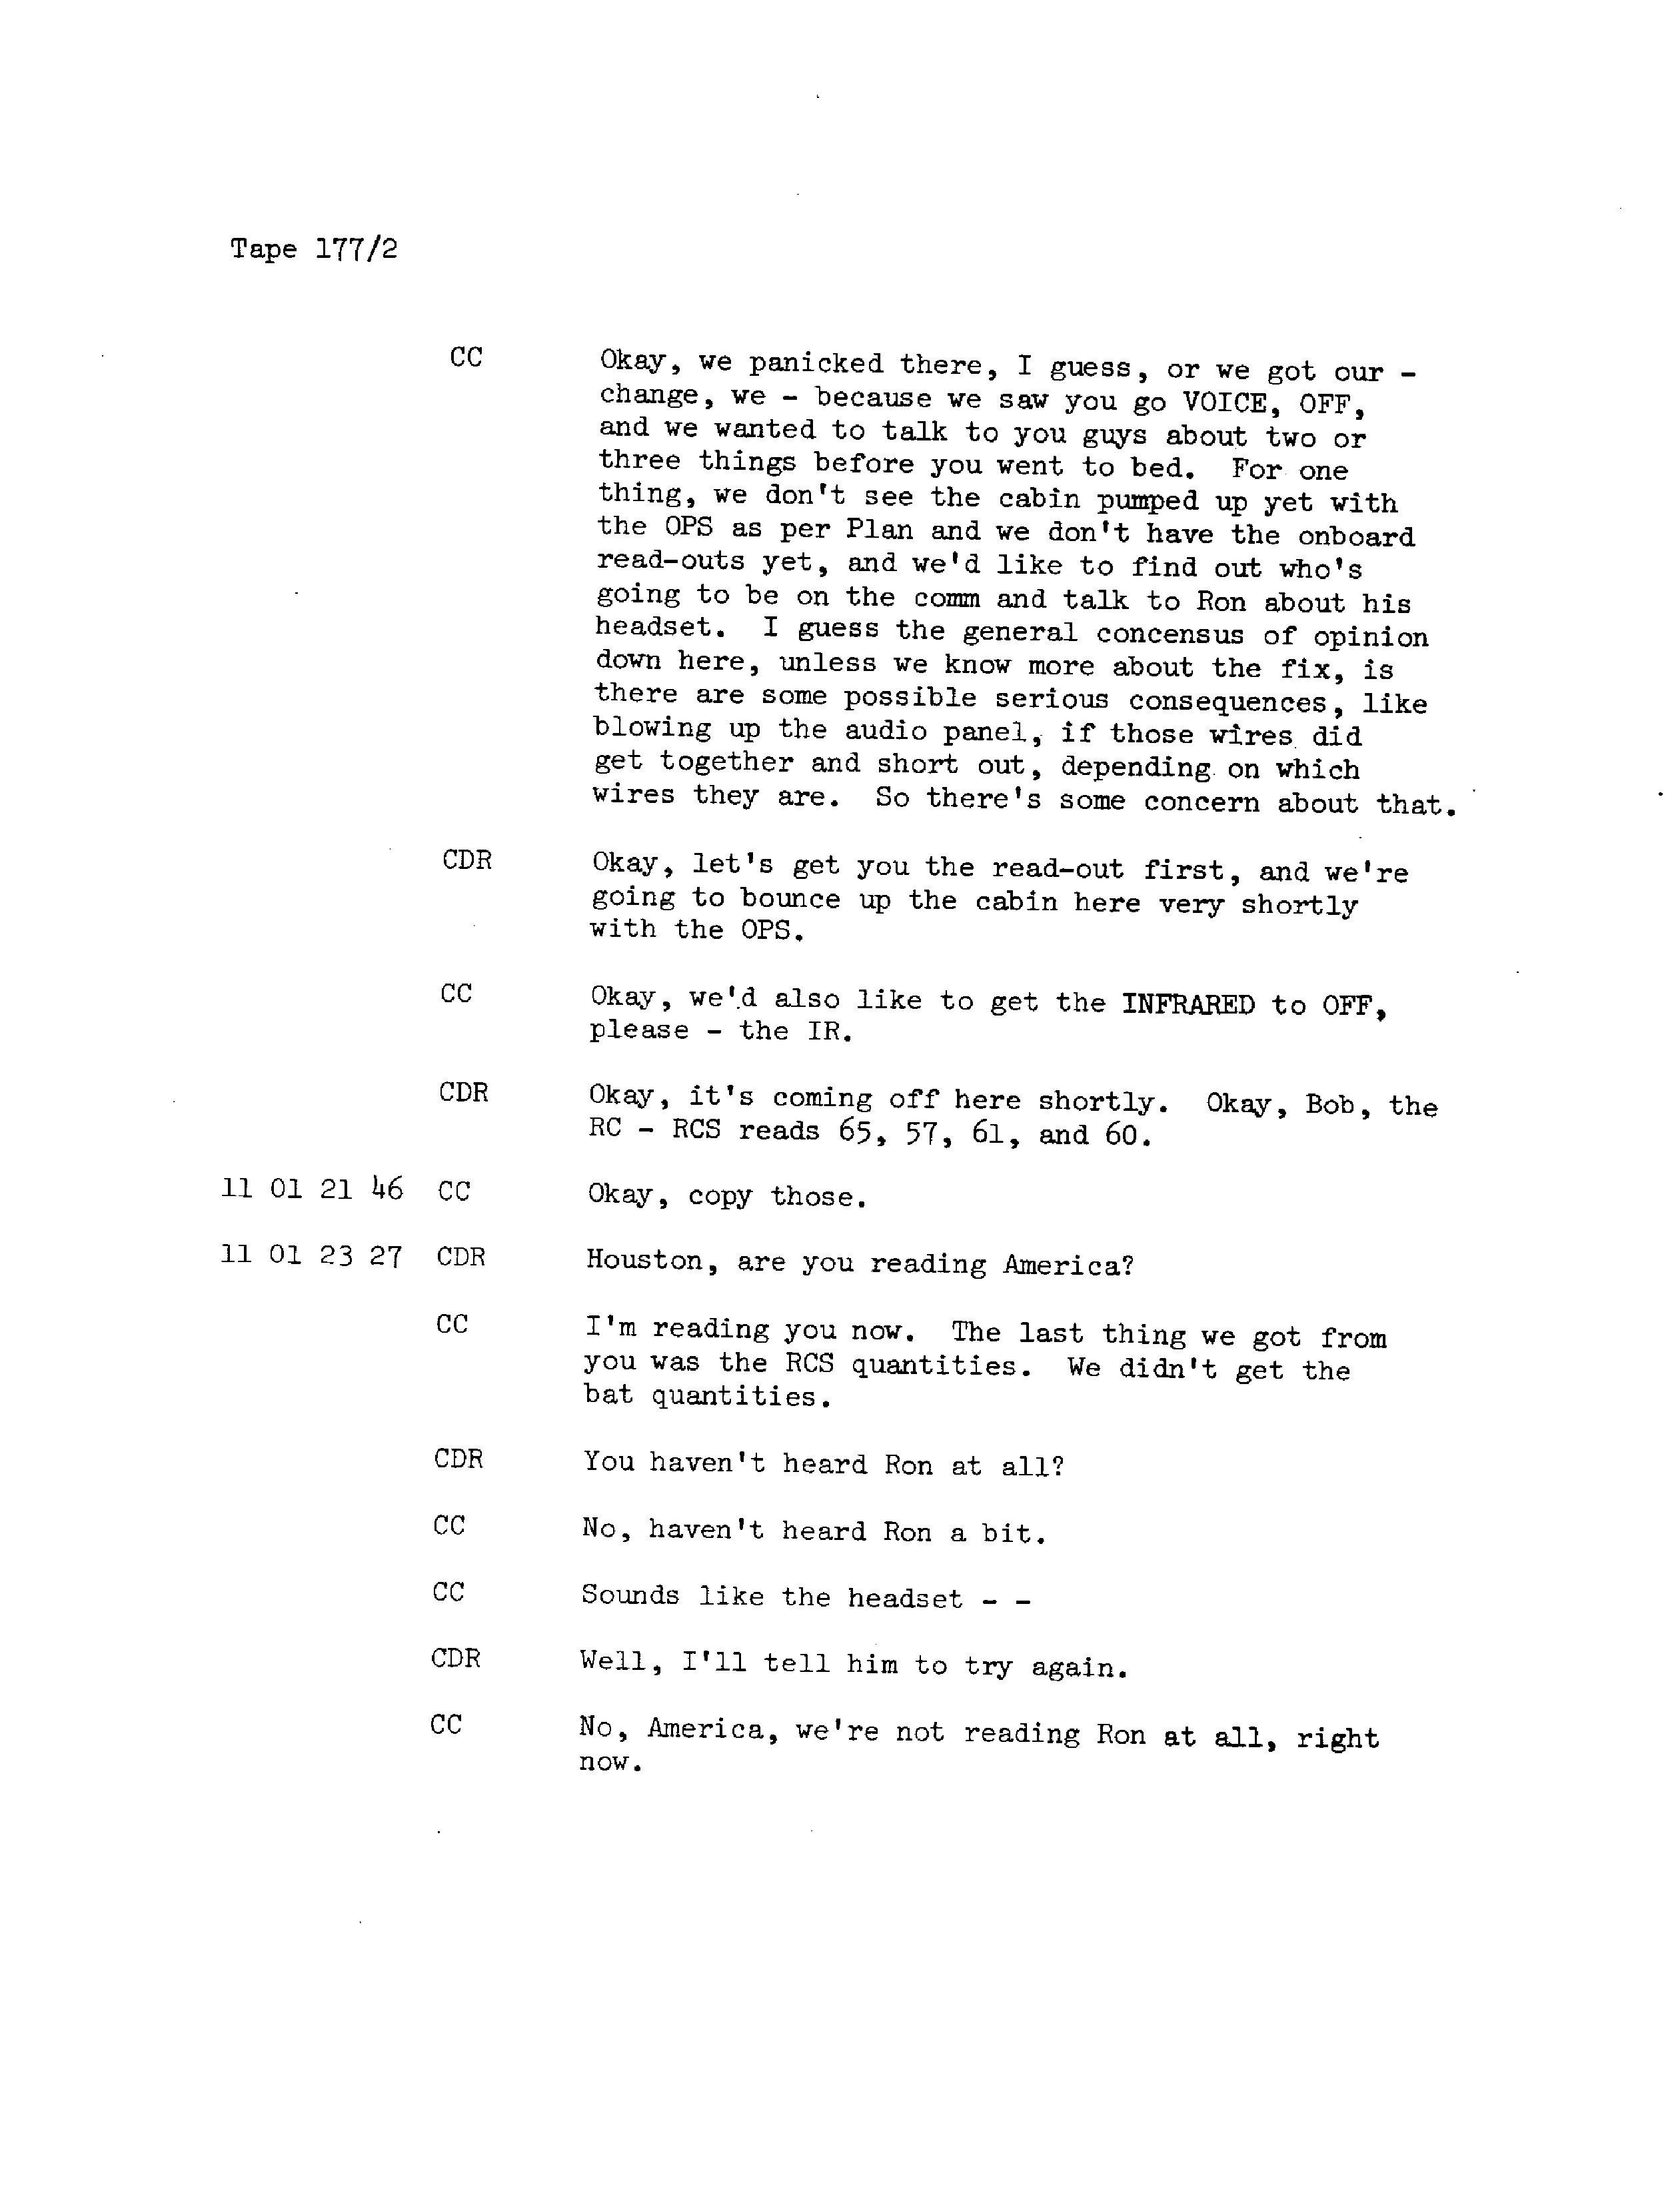 Tape 177/2
CC Okay, we panicked there, I guess, or we got our -
change, we - because we saw you go VOICE, OFF,
and we wanted to talk to you guys about two or
three things before you went to bed. For one
thing, we don't see the cabin pumped up yet with
the OPS as per Plan and we don't have the onboard
read-outs yet, and we'd like to find out who's
going to be on the comm and talk to Ron about his
headset. I guess the general concensus of opinion
down here, unless we know more about the fix, is
there are some possible serious consequences, like
blowing up the audio panel, if those wires did
get together and short out, depending on which
wires they are. So there's some concern about that.
CDR Okay, let's get you the read-out first, and we're
going to bounce up the cabin here very shortly
with the OPS.
CC Okay, we'd also like to get the INFRARED to OFF,
please - the IR.
CDR Okay, it's coming off here shortly. Okay, Bob, the
RC - RCS reads 65, 57, 61, and 60.
11 01 21 46 CC Okay, copy those.
11 01 23 27 CDR Houston, are you reading America?
CC I'm reading you now. The last thing we got from
you was the RCS quantities. We didn't get the
bat quantities.
CDR You haven't heard Ron at all?
CC No, haven't heard Ron a bit.
CC Sounds like the headset - -
CDR Well, I'll tell him to try again.
CC No, America, we're not reading Ron at all, right
now.